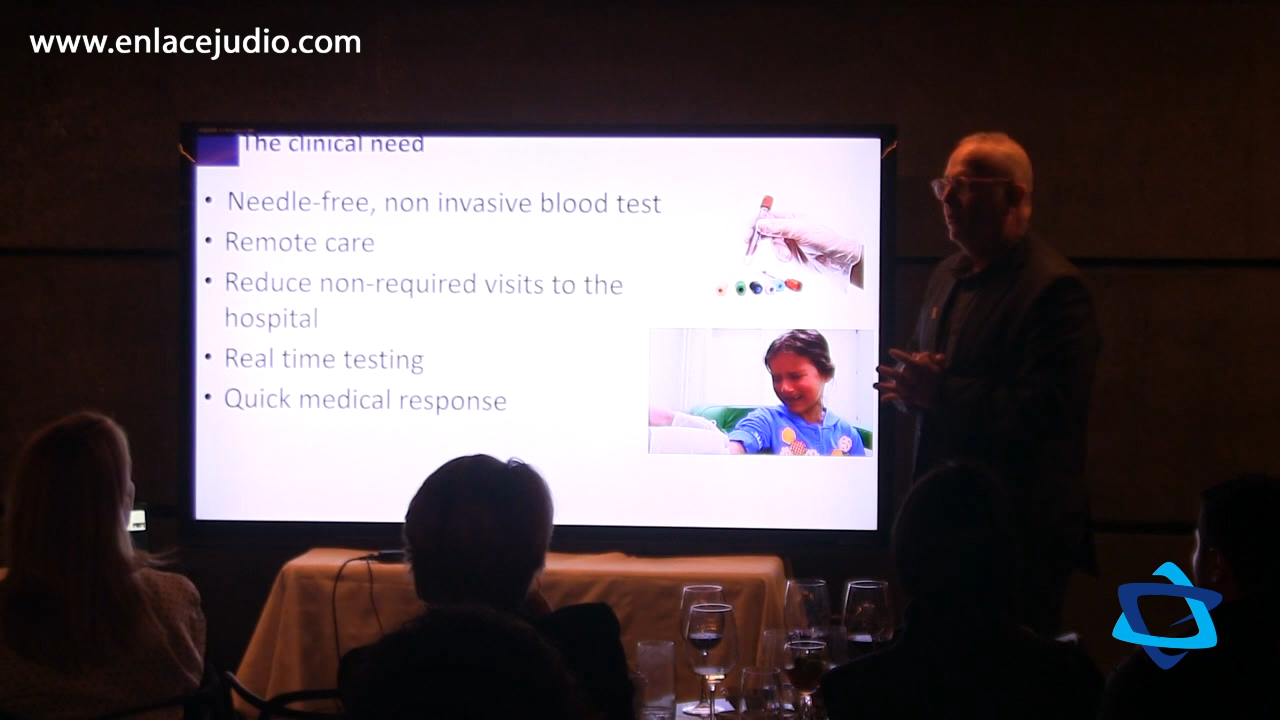 www.enlacejudio.com
The clinical need
• Needle-free, non invasive blood test
• Remote care
• Reduce non-required visits to the
hospital
• Real time testing
• Quick medical response